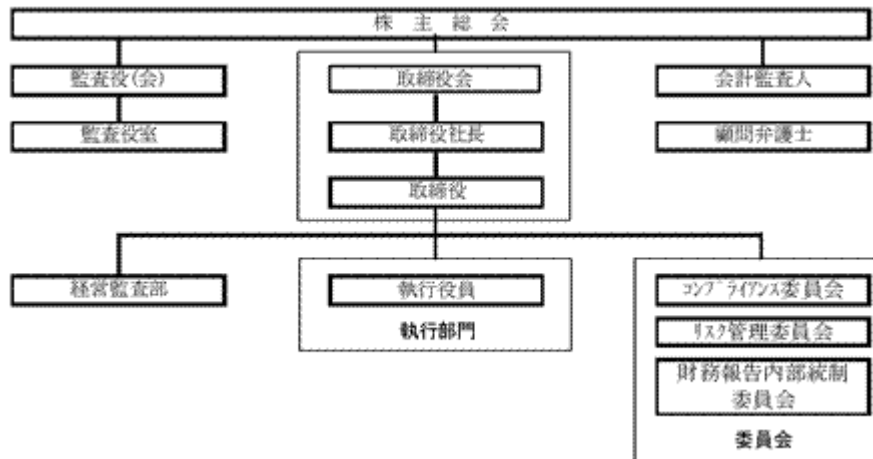 株主総会
監査役(会)
取締役会
会計監査人
監査役室
取締役社長
顧問弁護士
取締役
経営監査部
執行役員
コンプライアンス委員会
執行部門
リスク管理委員会
財務報告内部統制
委員会
委員会